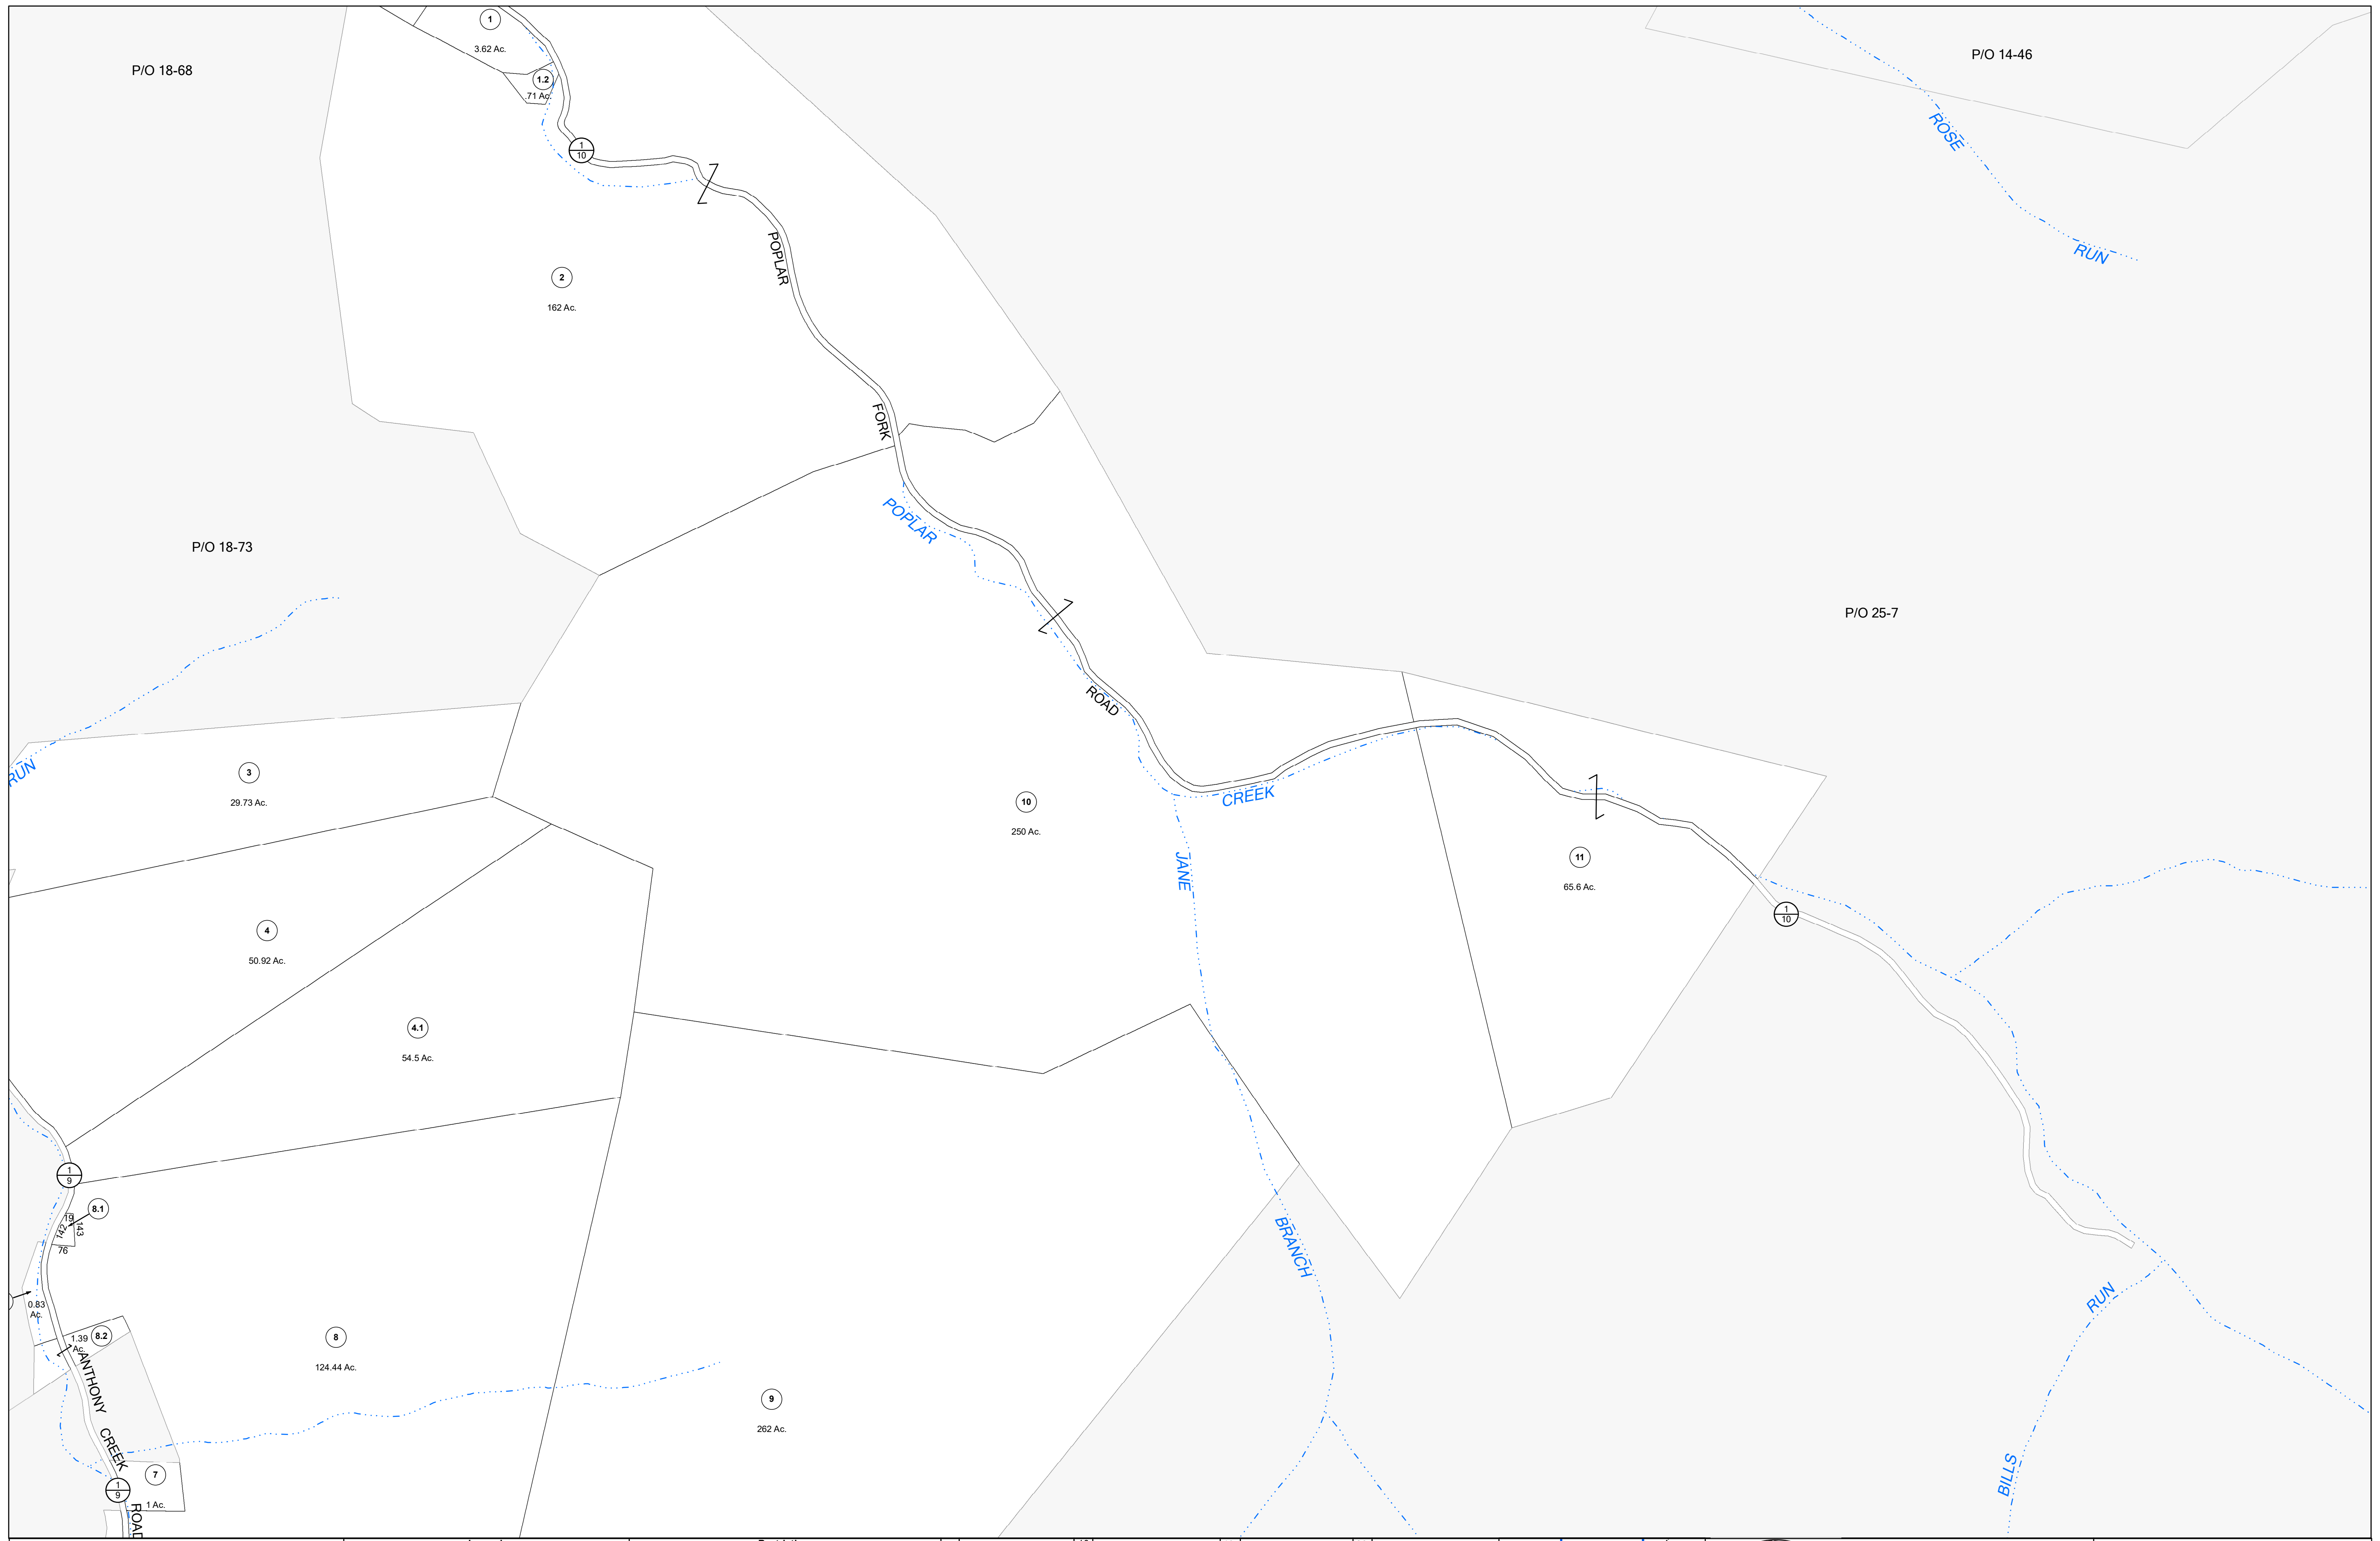 1
3.62 Ac.
P/O 18-68
1.2
.71 Ac.
P/O 14-46
ROSE
RUN
1
10
POPLAR
FORK
ROAD
2
162 Ac.
POPLAR
CREEK
P/O 18-73
P/O 25-7
RUN
3
29.73 Ac.
10
250 Ac.
JANE
BRANCH
11
65.6 Ac.
1
10
4
50.92 Ac.
4.1
54.5 Ac.
1
9
8.1
19
142
143
76
0.83
Ac.
1.39
Ac.
8.2
8
124.44 Ac.
9
262 Ac.
ANTHONY
CREEK
ROAD
7
1 Ac.
1
9
BILLS
RUN